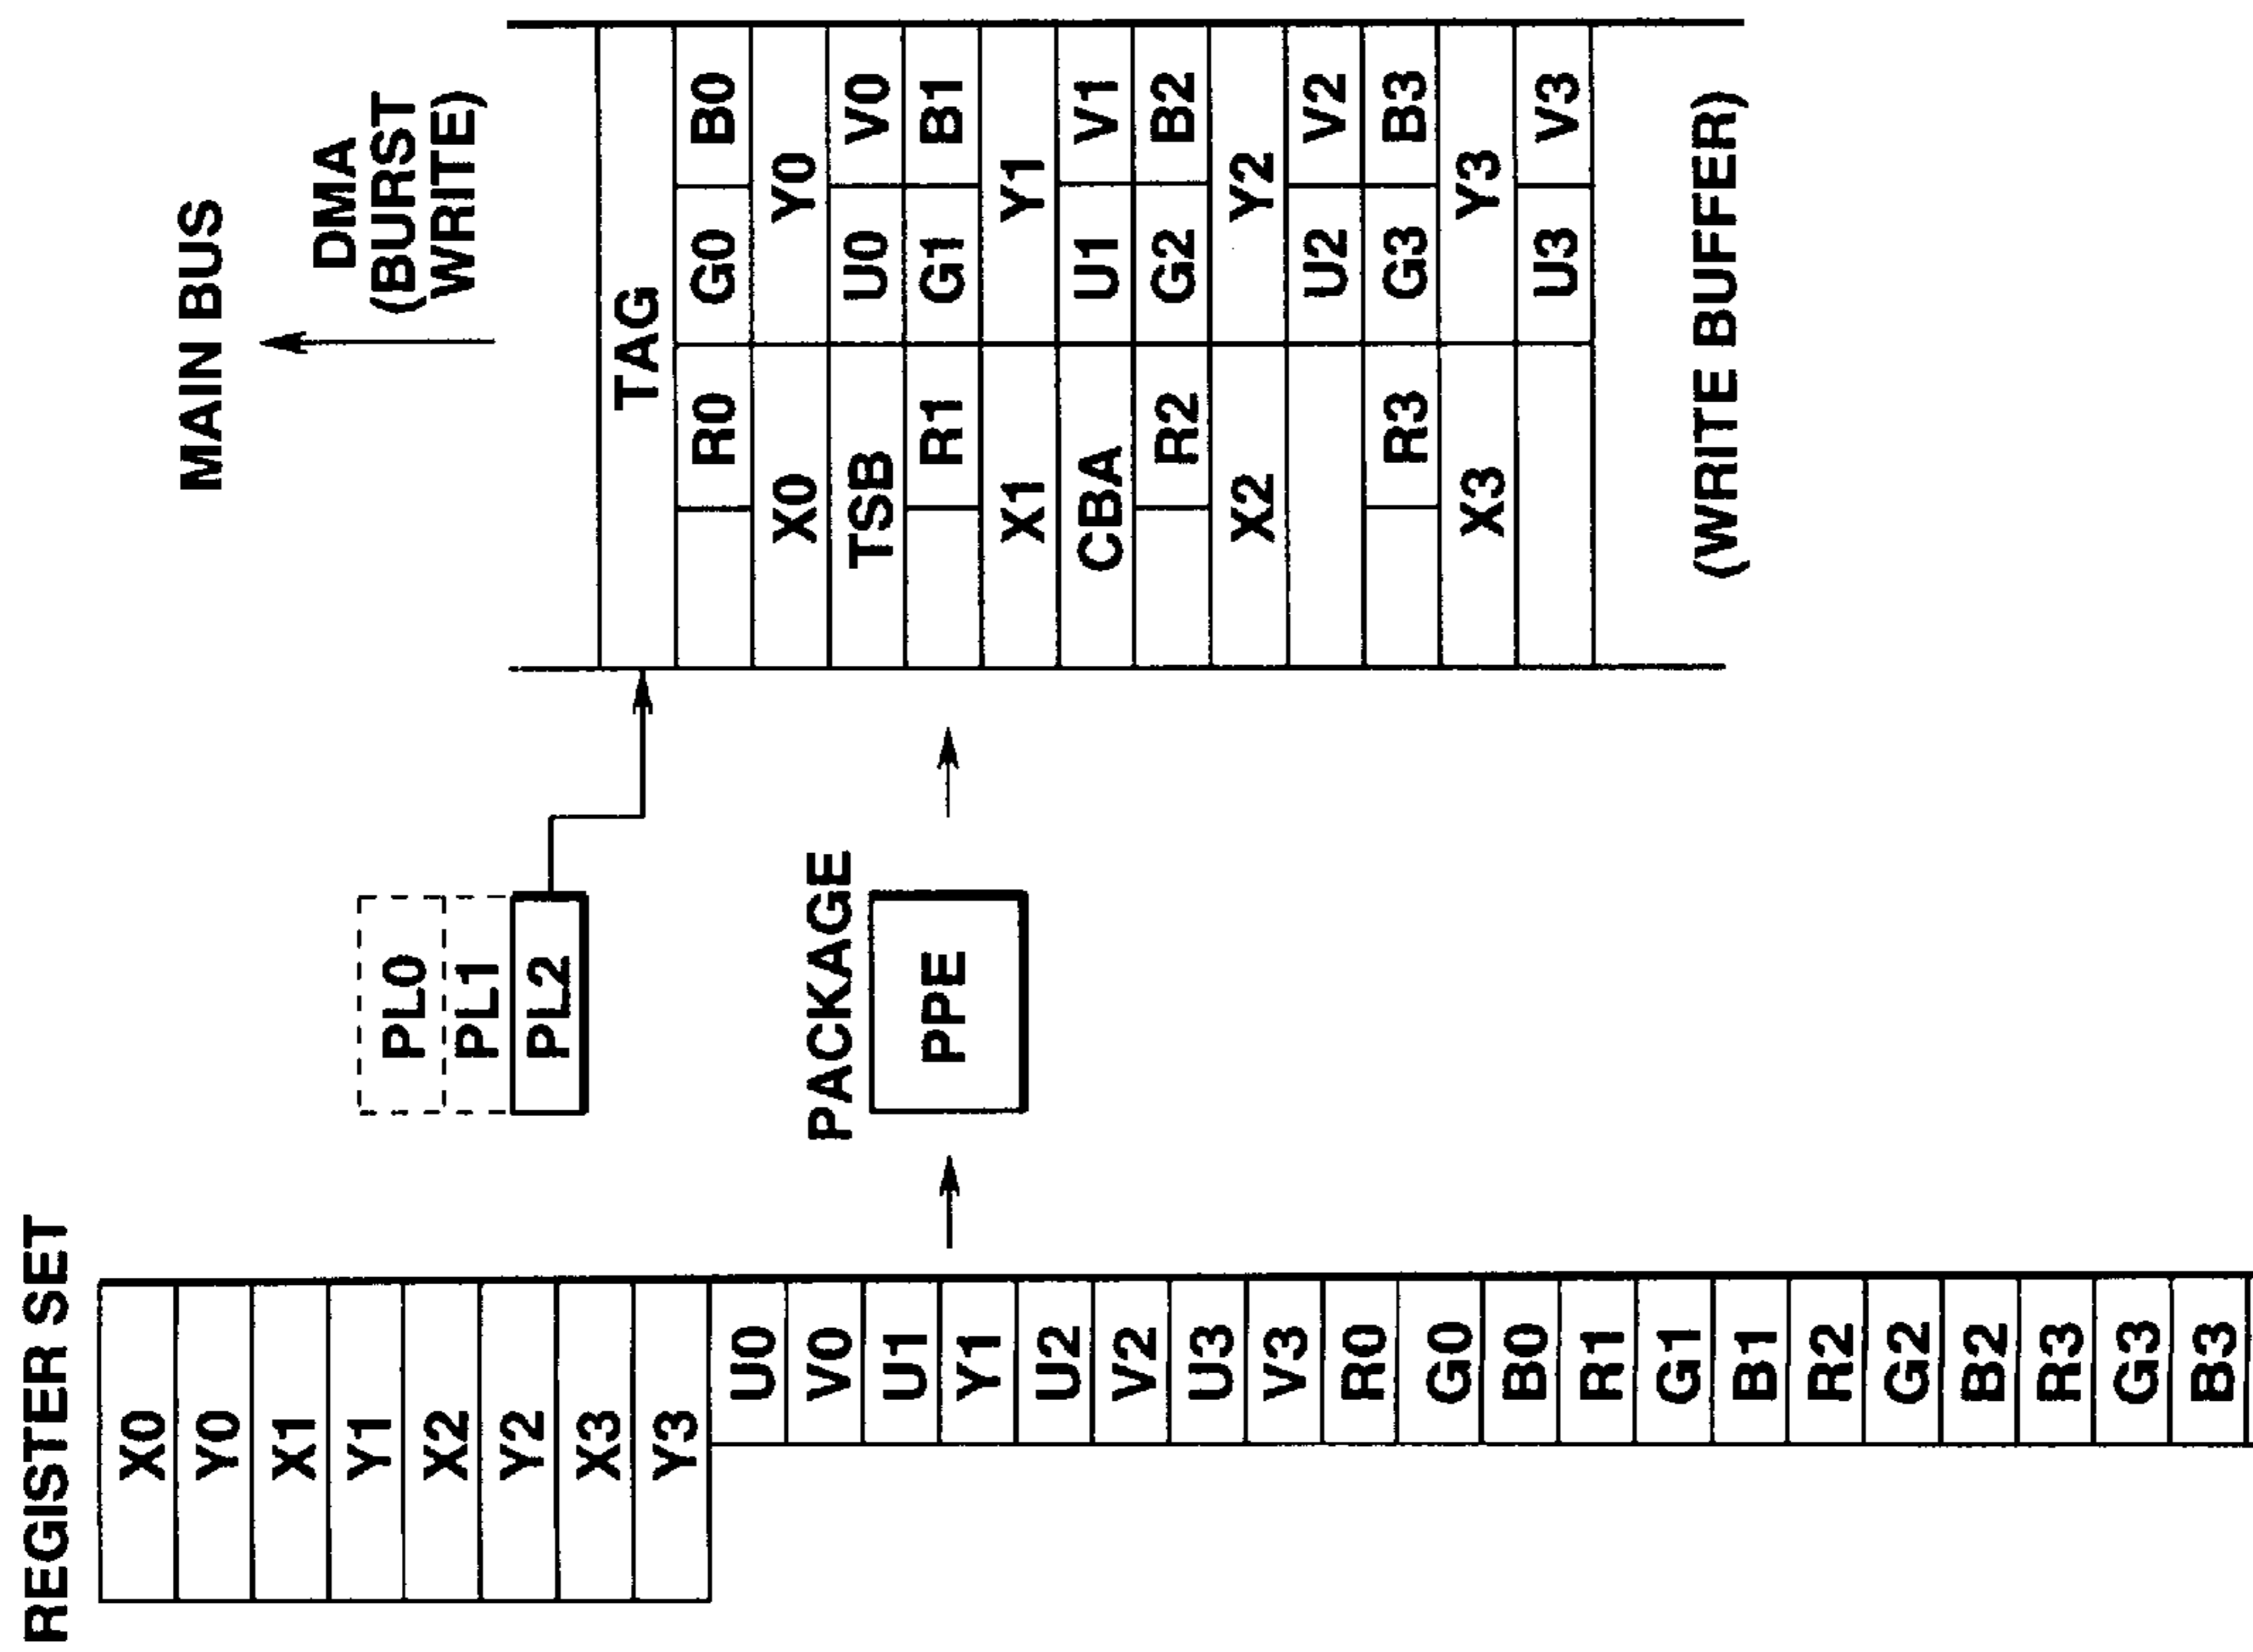 REGISTER SET
X0
Y0
X1
Y1
X2
Y2
X3
Y3
U0
V0
U1
Y1
U2
V2
U3
V3
R0
G0
B0
R1
G1
B1
R2
G2
B2
R3
G3
B3
PL0
PL1
PL2
PACKAGE
PPE
MAIN BUS
DMA
(BURST
WRITE)
TAG
R0 G0 B0
X0 Y0
TSB U0 V0
R1 G1 B1
X1 Y1
CBA U1 V1
R2 G2 B2
X2 Y2
U2 V2
R3 G3 B3
X3 Y3
U3 V3
(WRITE BUFFER)